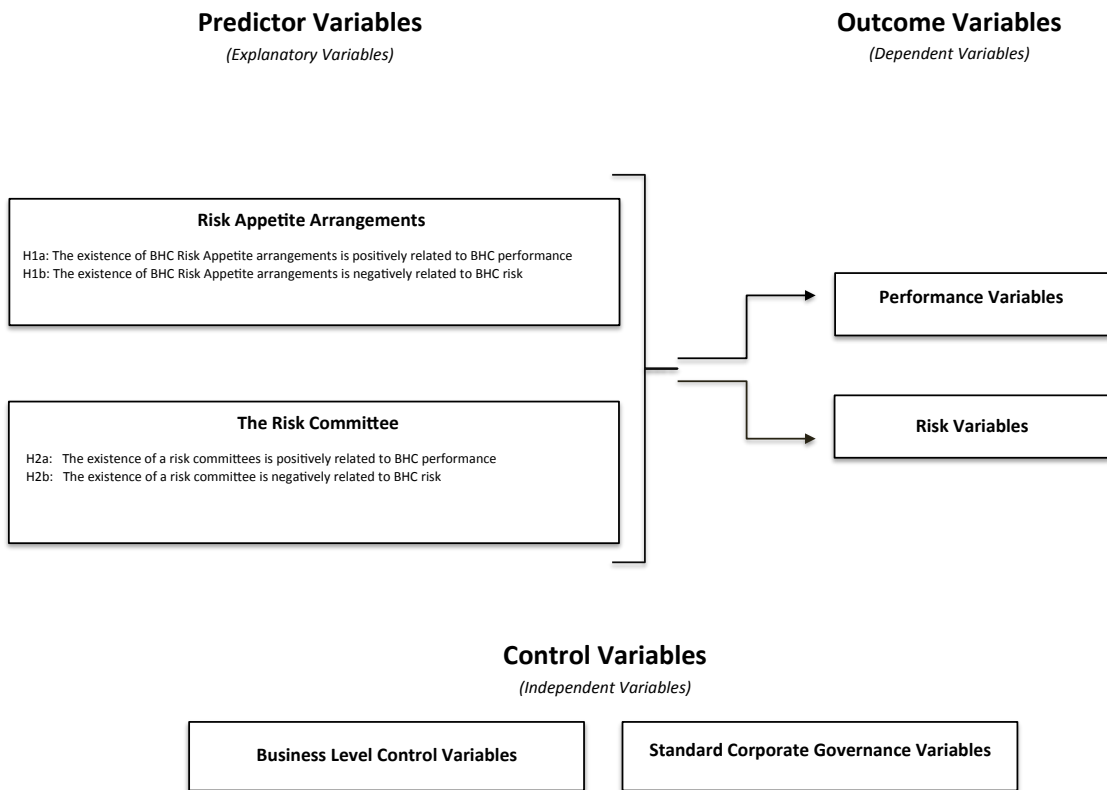 Predictor Variables
(Explanatory Variables)
Outcome Variables
(Dependent Variables)
Risk Appetite Arrangements
H1a: The existence of BHC Risk Appetite arrangements is positively related to BHC performance
H1b: The existence of BHC Risk Appetite arrangements is negatively related to BHC risk
The Risk Committee
H2a: The existence of a risk committees is positively related to BHC performance
H2b: The existence of a risk committee is negatively related to BHC risk
Performance Variables
Risk Variables
Control Variables
(Independent Variables)
Business Level Control Variables
Standard Corporate Governance Variables